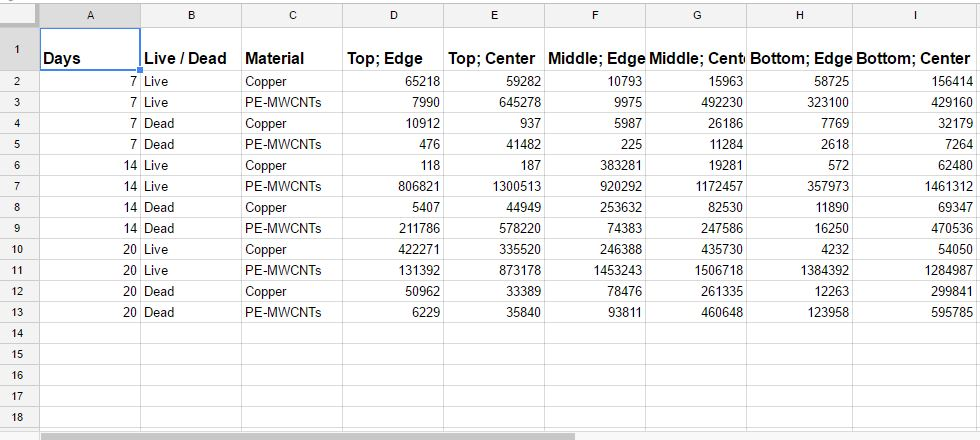 A B C D E F G H I
1 Days Live / Dead Material Top; Edge Top; Center Middle; Edge Middle; Cent Bottom; Edge Bottom; Center
2 7 Live Copper 65218 59282 10793 15963 58725 156414
3 7 Live PE-MWCNTs 7990 645278 9975 492230 323100 429160
4 7 Dead Copper 10912 937 5987 26186 7769 32179
5 7 Dead PE-MWCNTs 476 41482 225 11284 2618 7264
6 14 Live Copper 118 187 383281 19281 572 62480
7 14 Live PE-MWCNTs 806821 1300513 920292 1172457 357973 1461312
8 14 Dead Copper 5407 44949 253632 82530 11890 69347
9 14 Dead PE-MWCNTs 211786 578220 74383 247586 16250 470536
10 20 Live Copper 422271 335520 246388 435730 4232 54050
11 20 Live PE-MWCNTs 131392 873178 1453243 1506718 1384392 1284987
12 20 Dead Copper 50962 33389 78476 261335 12263 299841
13 20 Dead PE-MWCNTs 6229 35840 93811 460648 123958 595785
14
15
16
17
18